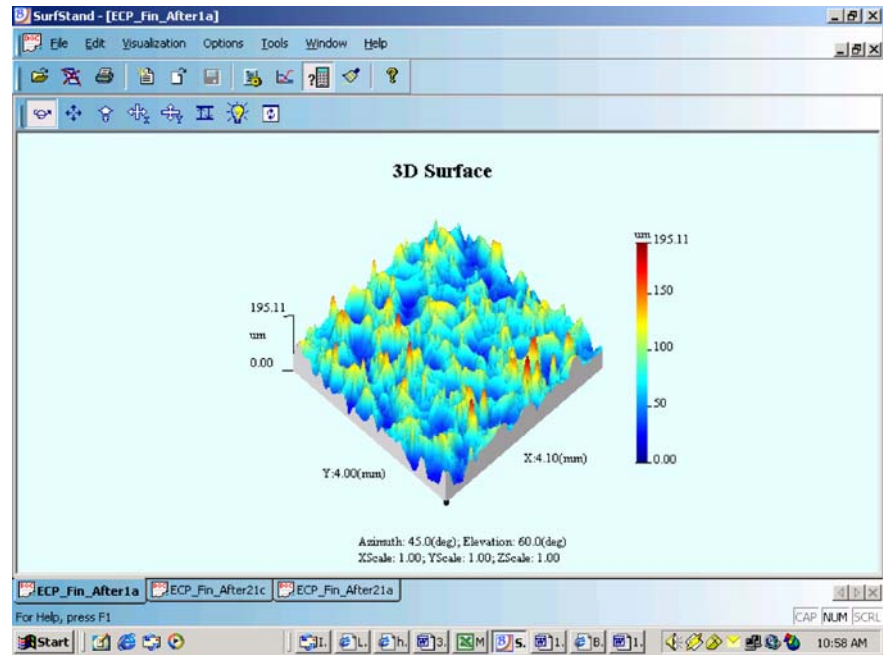 SurfStand - [ECP_Fin_After1a]
File Edit Visualization Options Tools Window Help
3D Surface
um 195.11
150
100
50
0.00
195.11
um
0.00
Y:4.00(mm)
X:4.10(mm)
Azimuth: 45.0(deg); Elevation: 60.0(deg)
XScale: 1.00; YScale: 1.00; ZScale: 1.00
ECP_Fin_After1a ECP_Fin_After21c ECP_Fin_After21a
For Help, press F1
CAP NUM SCRL
Start I. L. h. 3. M S. 1. B. 1. 10:58 AM